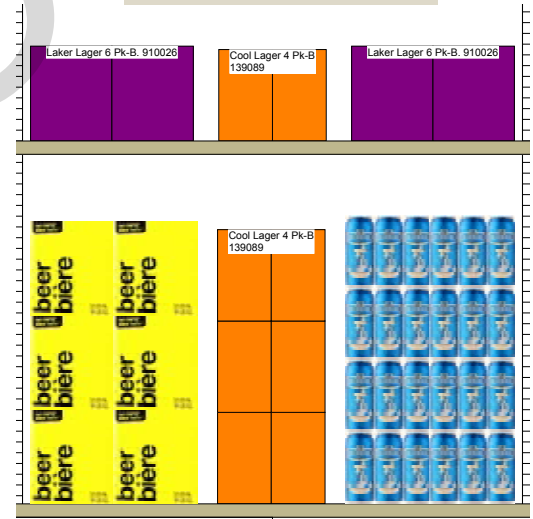 Laker Lager 6 Pk-B. 910026
Cool Lager 4 Pk-B
139089
Laker Lager 6 Pk-B. 910026
Cool Lager 4 Pk-B
139089
beer
bière
beer
bière
beer
bière
beer
bière
beer
bière
beer
bière